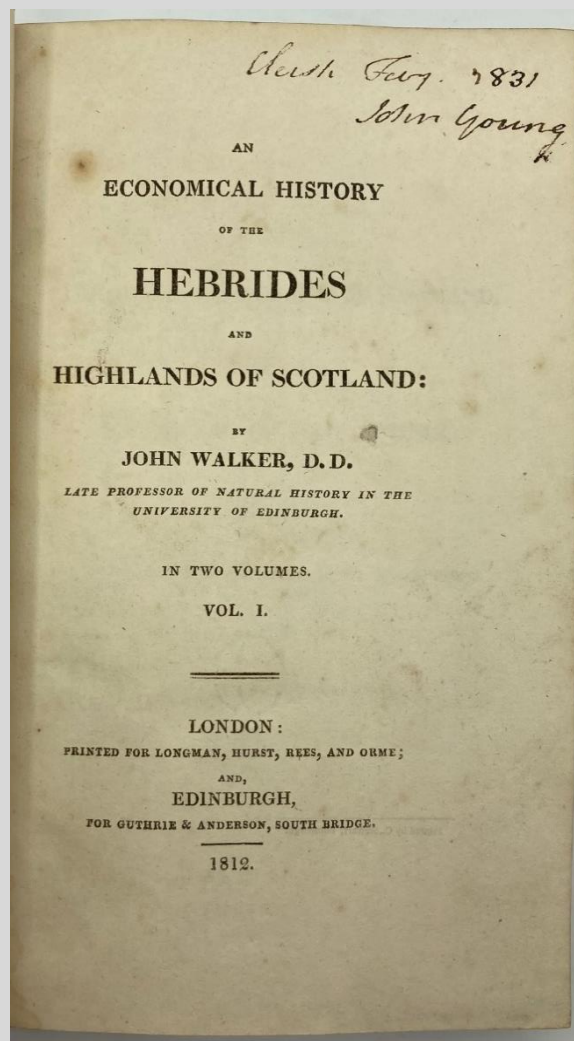 Feby. 1831
John Young
AN
ECONOMICAL HISTORY
OF THE
HEBRIDES
AND
HIGHLANDS OF SCOTLAND:
BY
JOHN WALKER, D.D.
LATE PROFESSOR OF NATURAL HISTORY IN THE
UNIVERSITY OF EDINBURGH.
IN TWO VOLUMES.
VOL. I.
LONDON:
PRINTED FOR LONGMAN, HURST, REES, AND ORME;
AND,
EDINBURGH,
FOR GUTHRIE & ANDERSON, SOUTH BRIDGE.
1812.